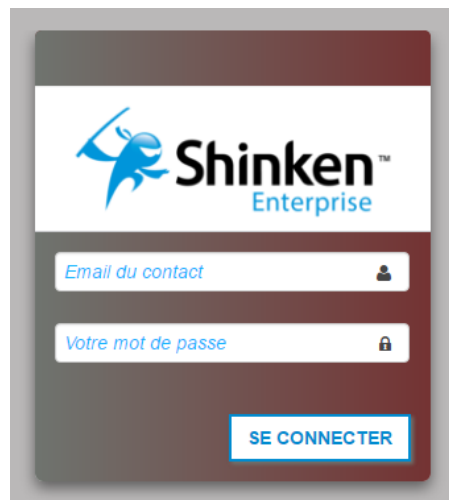 Shinken™
Enterprise
Email du contact
Votre mot de passe
SE CONNECTER